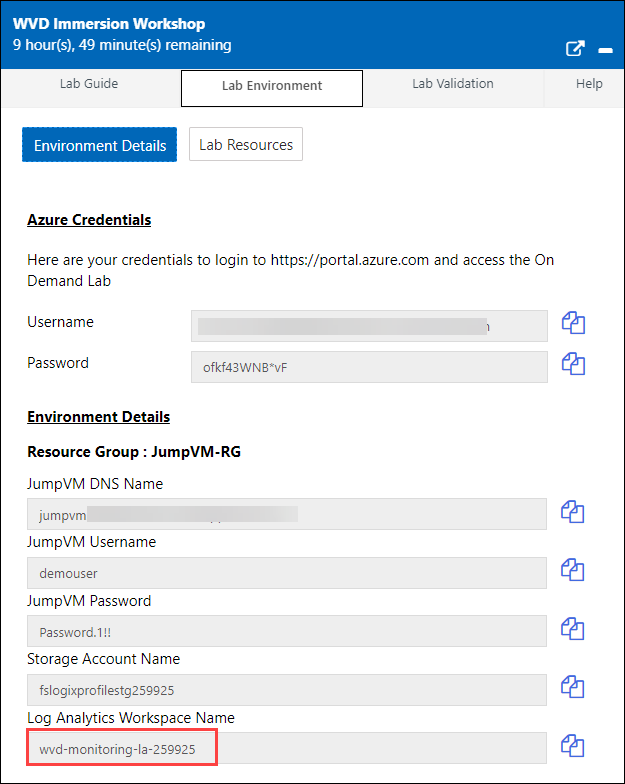 WVD Immersion Workshop
9 hour(s), 49 minute(s) remaining
Lab Guide
Lab Environment
Lab Validation
Help
Environment Details
Lab Resources
Azure Credentials
Here are your credentials to login to https://portal.azure.com and access the On
Demand Lab
Username
Password
ofkf43WNB*vF
Environment Details
Resource Group : JumpVM-RG
JumpVM DNS Name
jumpvm
JumpVM Username
demouser
JumpVM Password
Password.1!!
Storage Account Name
fslogixprofilestg259925
Log Analytics Workspace Name
wvd-monitoring-la-259925